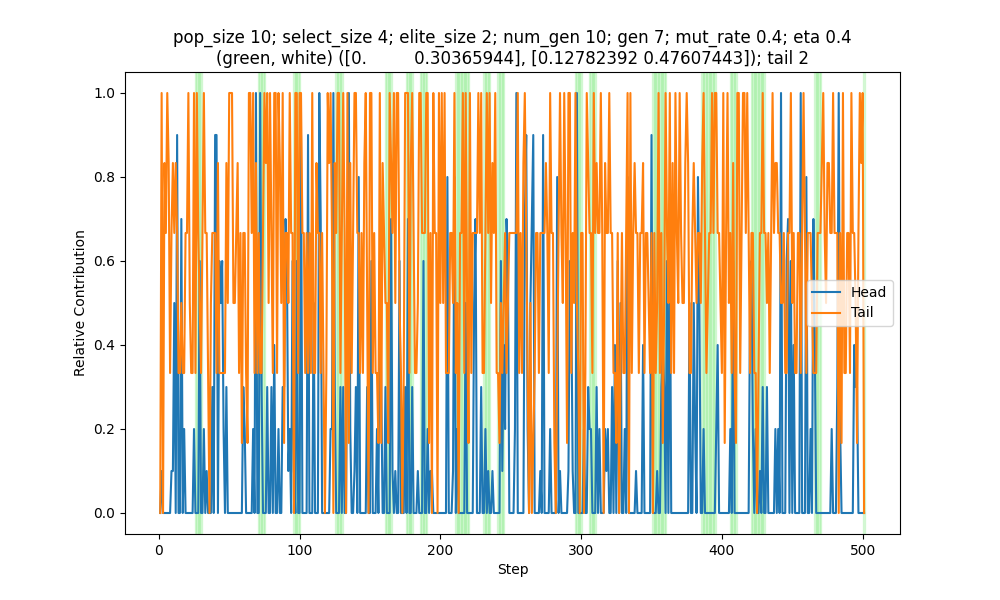 pop_size 10; select_size 4; elite_size 2; num_gen 10; gen 7; mut_rate 0.4; eta 0.4
(green, white) ([0.         0.30365944], [0.12782392 0.47607443]); tail 2
1.0
0.8
0.6
0.4
0.2
0.0
Relative Contribution
Head
Tail
0
100
200
300
400
500
Step